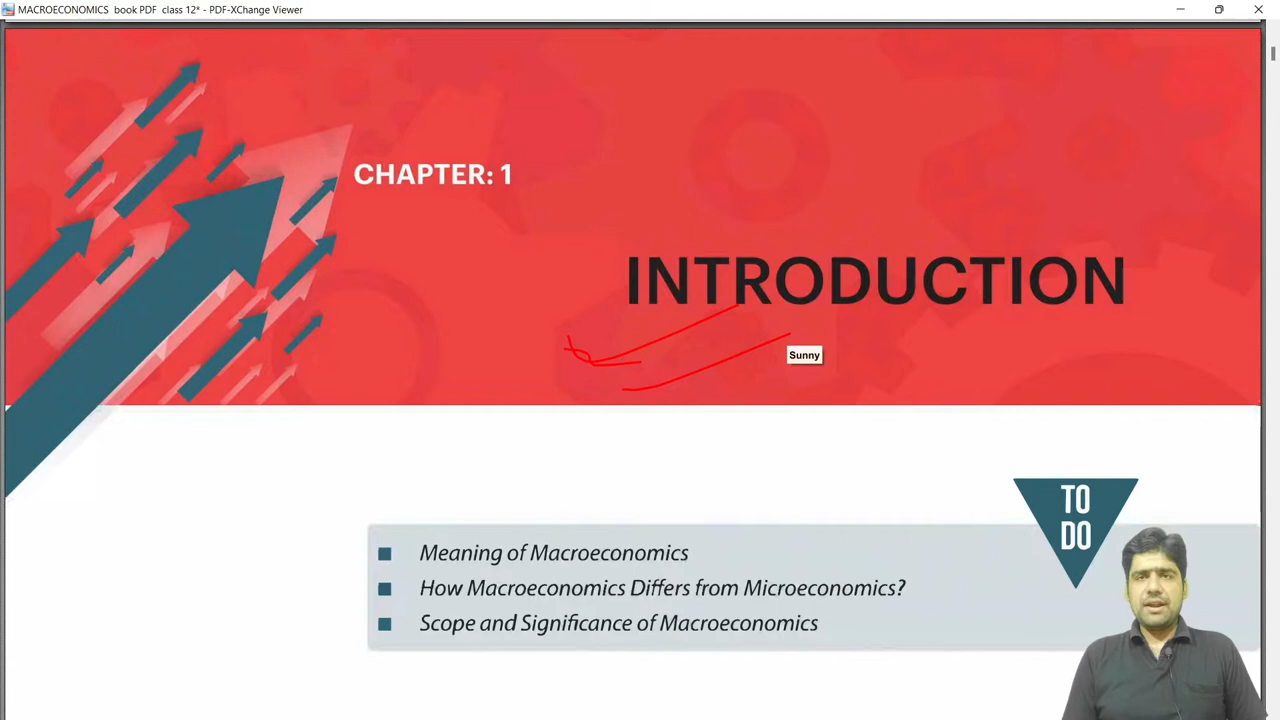 MACROECONOMICS book PDF class 12* - PDF-XChange Viewer
CHAPTER: 1
INTRODUCTION
Sunny
TO
DO
Meaning of Macroeconomics
How Macroeconomics Differs from Microeconomics?
Scope and Significance of Macroeconomics